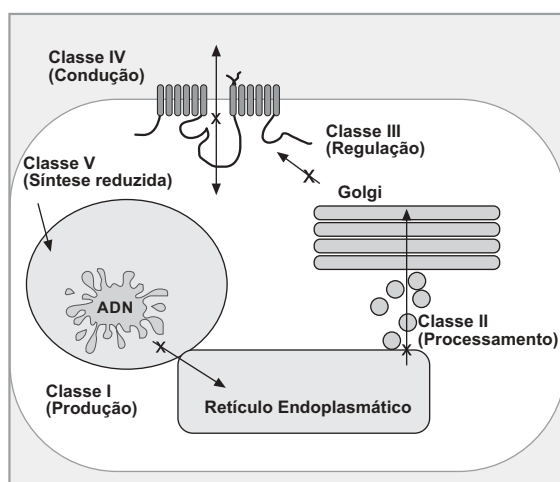 Classe IV
(Condução)
Classe III
(Regulação)
Classe V
(Síntese reduzida)
Golgi
ADN
Classe II
(Processamento)
Classe I
(Produção)
Retículo Endoplasmático